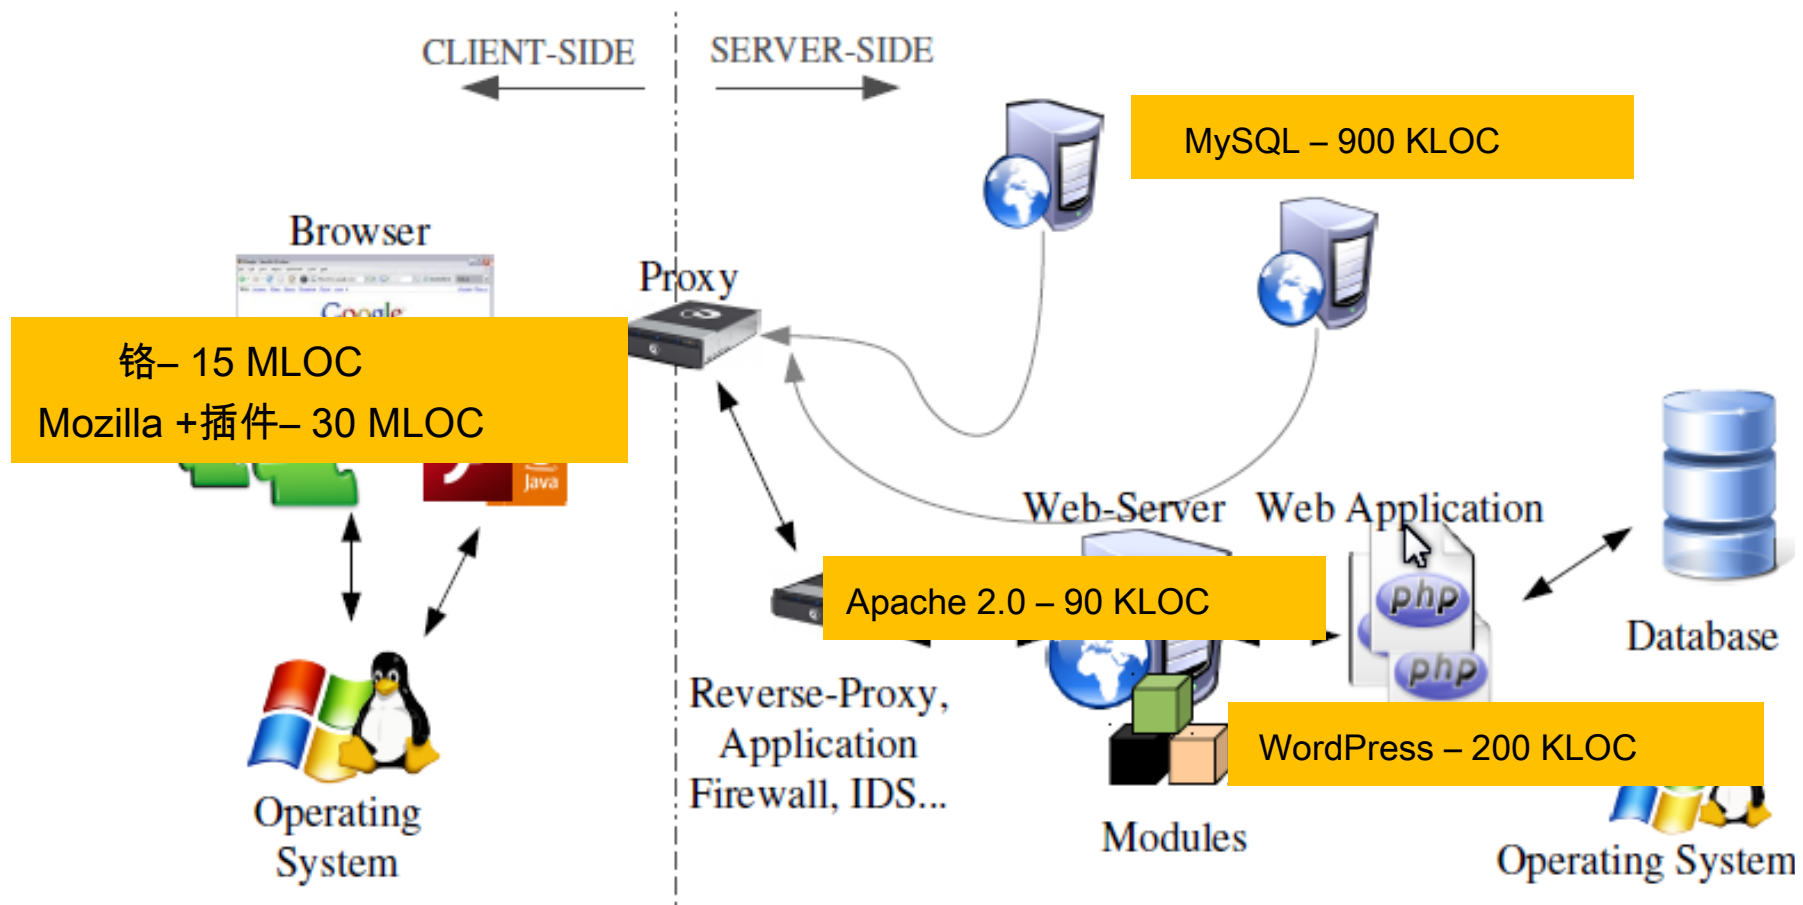 CLIENT-SIDE
SERVER-SIDE
MySQL – 900 KLOC
Browser
Google
Proxy
铬– 15 MLOC
Mozilla +插件– 30 MLOC
Java
Web-Server
Web Application
php
Apache 2.0 – 90 KLOC
php
Database
Reverse-Proxy,
Application
Firewall, IDS...
WordPress – 200 KLOC
Operating
System
Modules
Operating System